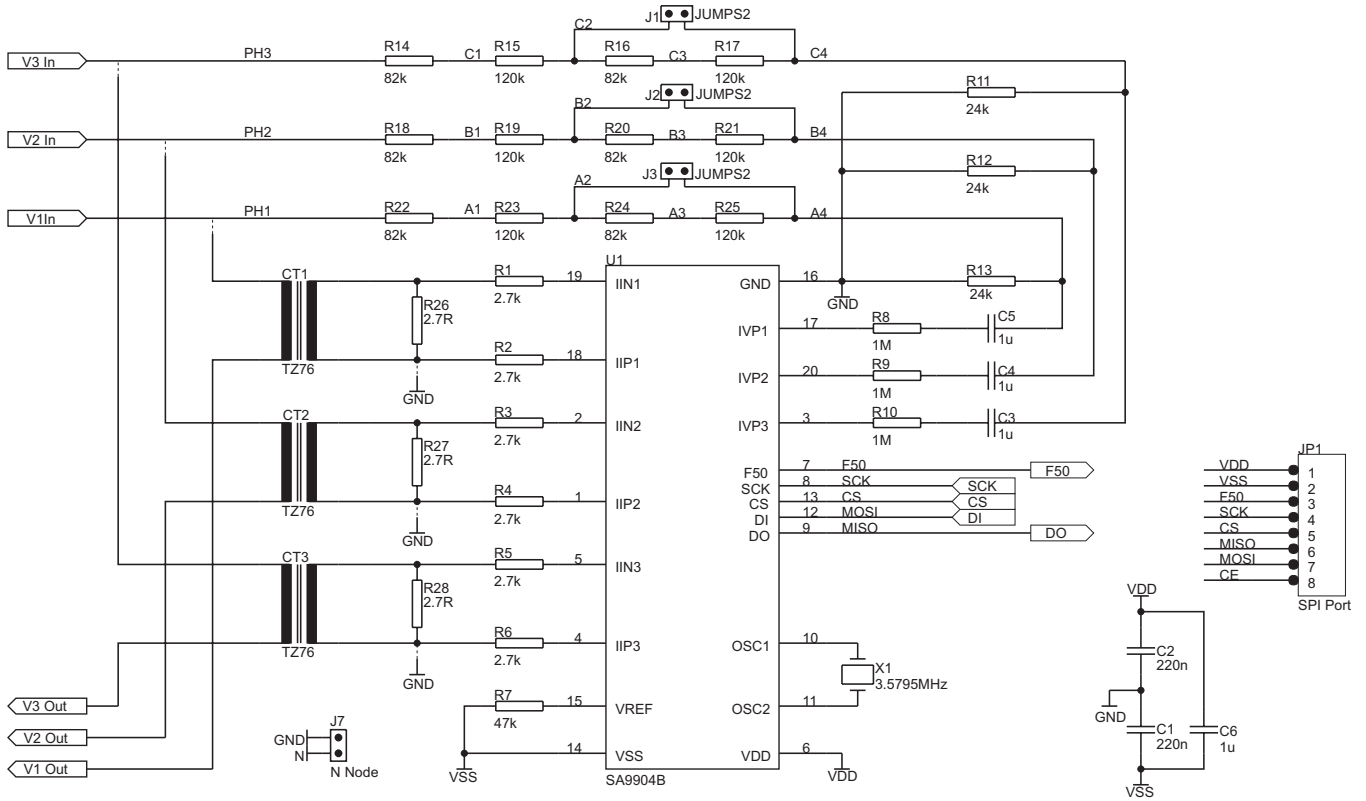 J1 JUMPS2
C2
V3 In PH3 R14 C1 R15 R16 C3 R17 C4
82k 120k 82k 120k
R11
24k
J2 JUMPS2
B2
V2 In PH2 R18 B1 R19 R20 B3 R21 B4
82k 120k 82k 120k
R12
24k
J3 JUMPS2
A2
V1In PH1 R22 A1 R23 R24 A3 R25 A4
82k 120k 82k 120k
U1
CT1 R1 19 IIN1 GND 16 R13
2.7k 24k
GND
R26
2.7R
R8 C5
IVP1 17
1M 1u
R2 18 IIP1
2.7k
TZ76
R9 C4
IVP2 20
1M 1u
GND
CT2 R3 2 IIN2
2.7k
R10 C3
IVP3 3
1M 1u
R27
2.7R
F50 7 F50 F50
SCK 8 SCK SCK
CS 13 CS CS
DI 12 MOSI DI
DO 9 MISO DO
R4 1 IIP2
2.7k
TZ76
GND
JP1
VDD 1
VSS 2
F50 3
SCK 4
CS 5
MISO 6
MOSI 7
CE 8
SPI Port
CT3 R5 5 IIN3
2.7k
R28
2.7R
R6 4 IIP3
2.7k
TZ76
GND
OSC1 10
X1
3.5795MHz
OSC2 11
VDD
C2
220n
GND
C1
220n
C6
1u
VSS
V3 Out
V2 Out
V1 Out
J7
GND
N
N Node
R7 15 VREF
47k
14 VSS
VSS
VDD 6
VDD
SA9904B